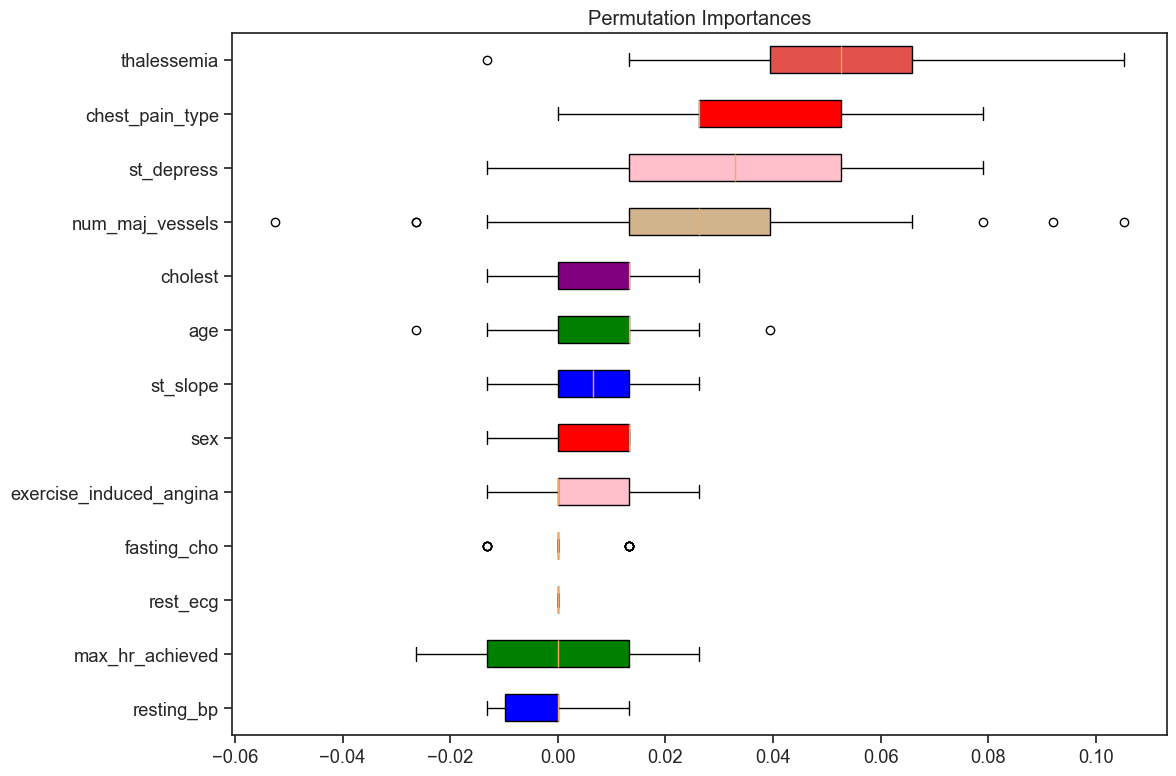 Permutation Importances
thalessemia
chest_pain_type
st_depress
num_maj_vessels
cholest
age
st_slope
sex
exercise_induced_angina
fasting_cho
rest_ecg
max_hr_achieved
resting_bp
−0.06 −0.04 −0.02 0.00 0.02 0.04 0.06 0.08 0.10